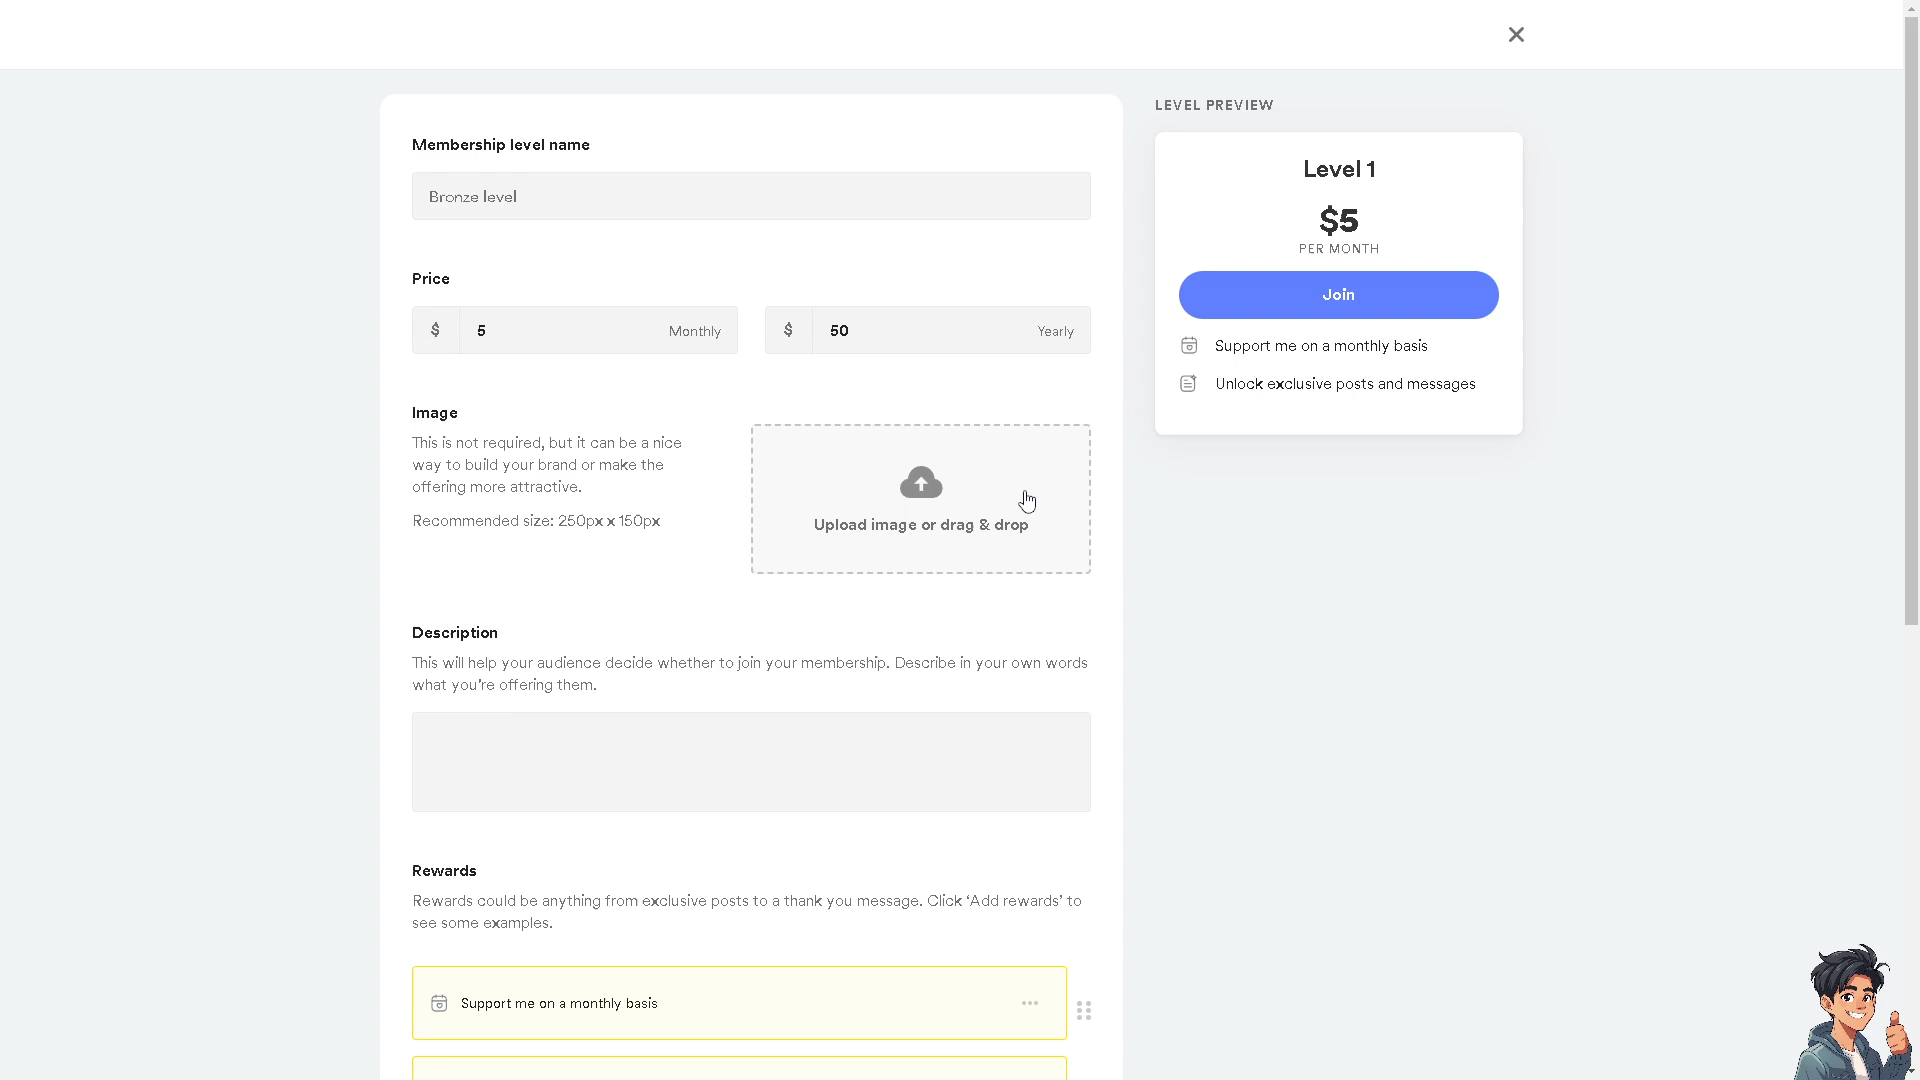 Membership level name
Bronze level
Price
$ 5 Monthly $ 50 Yearly
Image
This is not required, but it can be a nice
way to build your brand or make the
offering more attractive.
Recommended size: 250px x 150px
Upload image or drag & drop
Description
This will help your audience decide whether to join your membership. Describe in your own words
what you're offering them.
Rewards
Rewards could be anything from exclusive posts to a thank you message. Click ‘Add rewards’ to
see some examples.
Support me on a monthly basis
LEVEL PREVIEW
Level 1
$5
PER MONTH
Join
Support me on a monthly basis
Unlock exclusive posts and messages